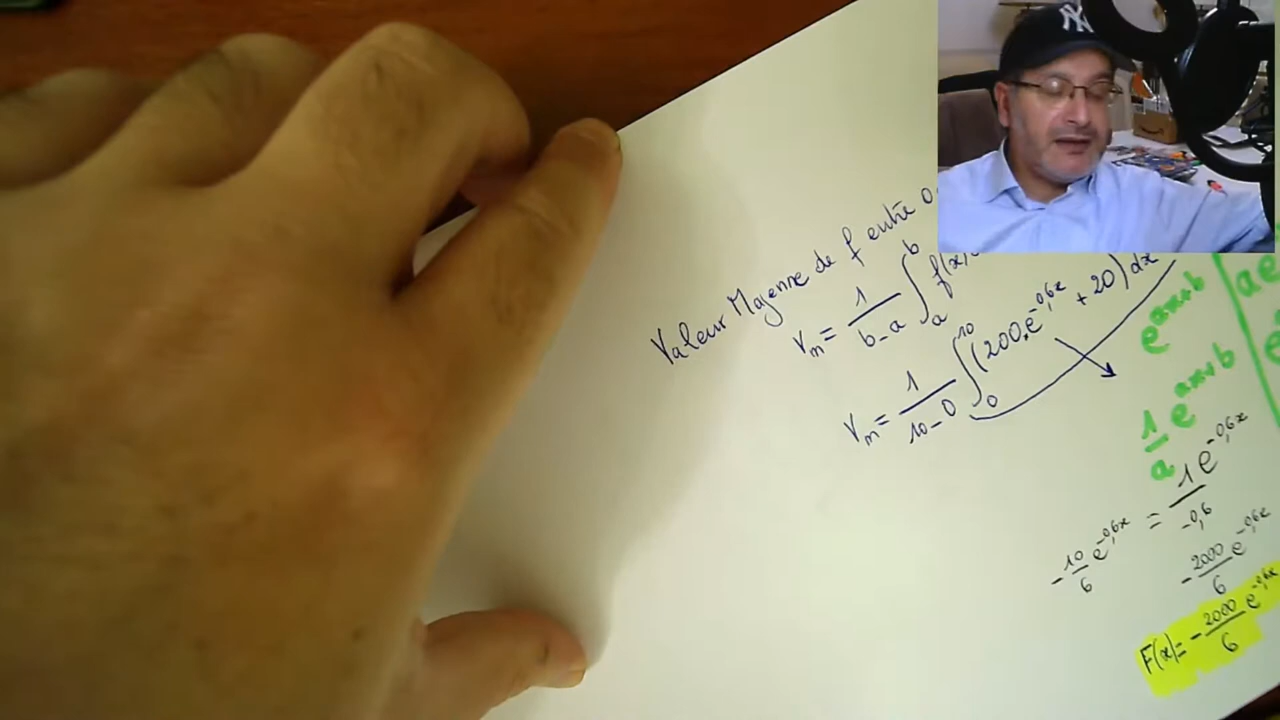 Valeur Moyenne de f entre 0
Vm = 1/(b-a) ∫_a^b f(x)
Vm = 1/(10-0) ∫_0^10 (200.e^(-0,6x) + 20) dx
e^(ax+b)
ae
1/a e^(ax+b)
e
-10/6 e^(-0,6x) = 1/(-0,6) e^(-0,6x)
-2000/6 e^(-0,6x)
F(x) = -2000/6 e^(-0,6x)
NY